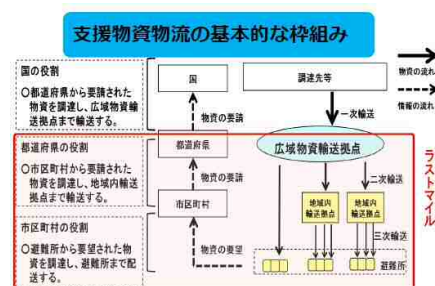 支援物資物流の基本的な枠組み
国の役割
○都道府県から要請された
物資を調達し、広域物資輸
送拠点まで輸送する。
国
調達先等
物資の流れ
情報の流れ
物資の要請
一次輸送
都道府県の役割
○市区町村から要請された
物資を調達し、地域内輸送
拠点まで輸送する。
都道府県
広域物資輸送拠点
物資の要請
二次輸送
市区町村
地域内
輸送拠点
地域内
輸送拠点
市区町村の役割
○避難所から要望された物
資を調達し、避難所まで配
送する。
物資の要望
三次輸送
避難所
ラストマイル